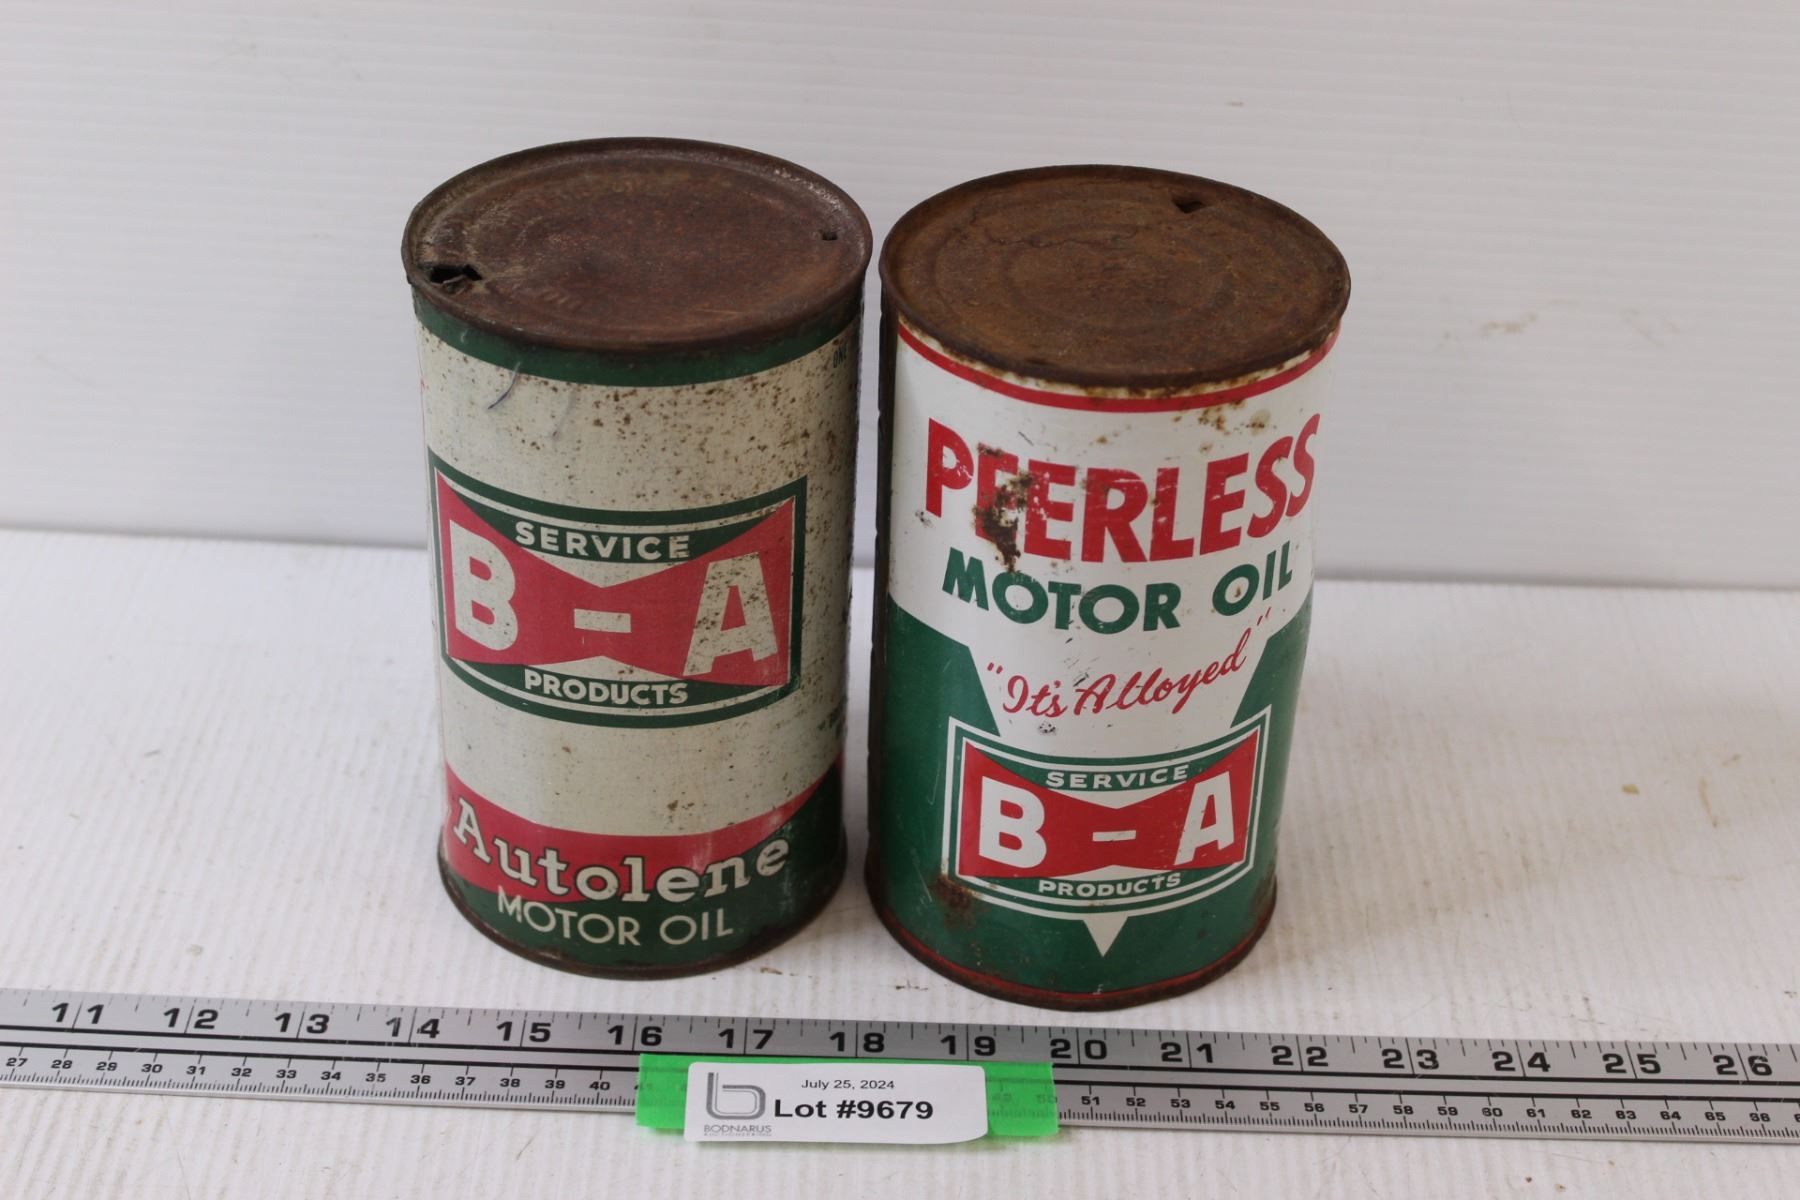 ONE
SERVICE
B-A
PRODUCTS
Autolene
MOTOR OIL
PEERLESS
MOTOR OIL
"It's Alloyed"
SERVICE
B-A
PRODUCTS
11 12 13 14 15 16 17 18 19 20 21 22 23 24 25 26
27 28 29 30 31 32 33 34 35 36 37 38 39 40 51 52 53 54 55 56 57 58 59 60 61 62 63 64 65 66
July 25, 2024
Lot #9679
BODNARUS
AUCTIONEERING